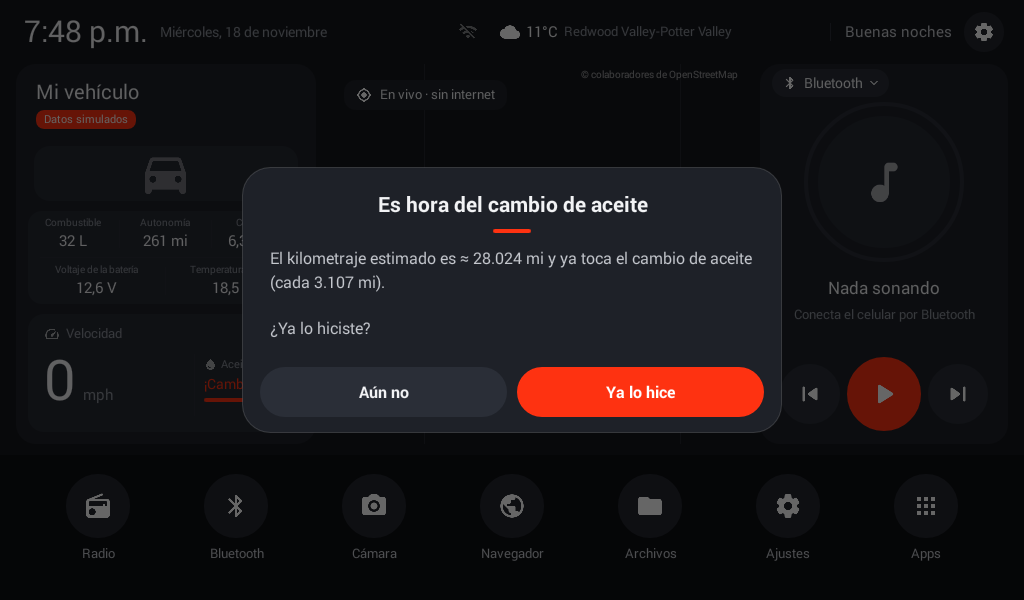 7:48 p.m.
Miércoles, 18 de noviembre
11°C Redwood Valley-Potter Valley
Buenas noches
© colaboradores de OpenStreetMap
Mi vehículo
Datos simulados
En vivo · sin internet
Bluetooth
Combustible
Autonomía
32 L
261 mi
6,3
Voltaje de la batería
12,6 V
18,5
Velocidad
0 mph
Es hora del cambio de aceite
El kilometraje estimado es ≈ 28.024 mi y ya toca el cambio de aceite
(cada 3.107 mi).
¿Ya lo hiciste?
Aún no
Ya lo hice
Nada sonando
Conecta el celular por Bluetooth
Radio
Bluetooth
Cámara
Navegador
Archivos
Ajustes
Apps